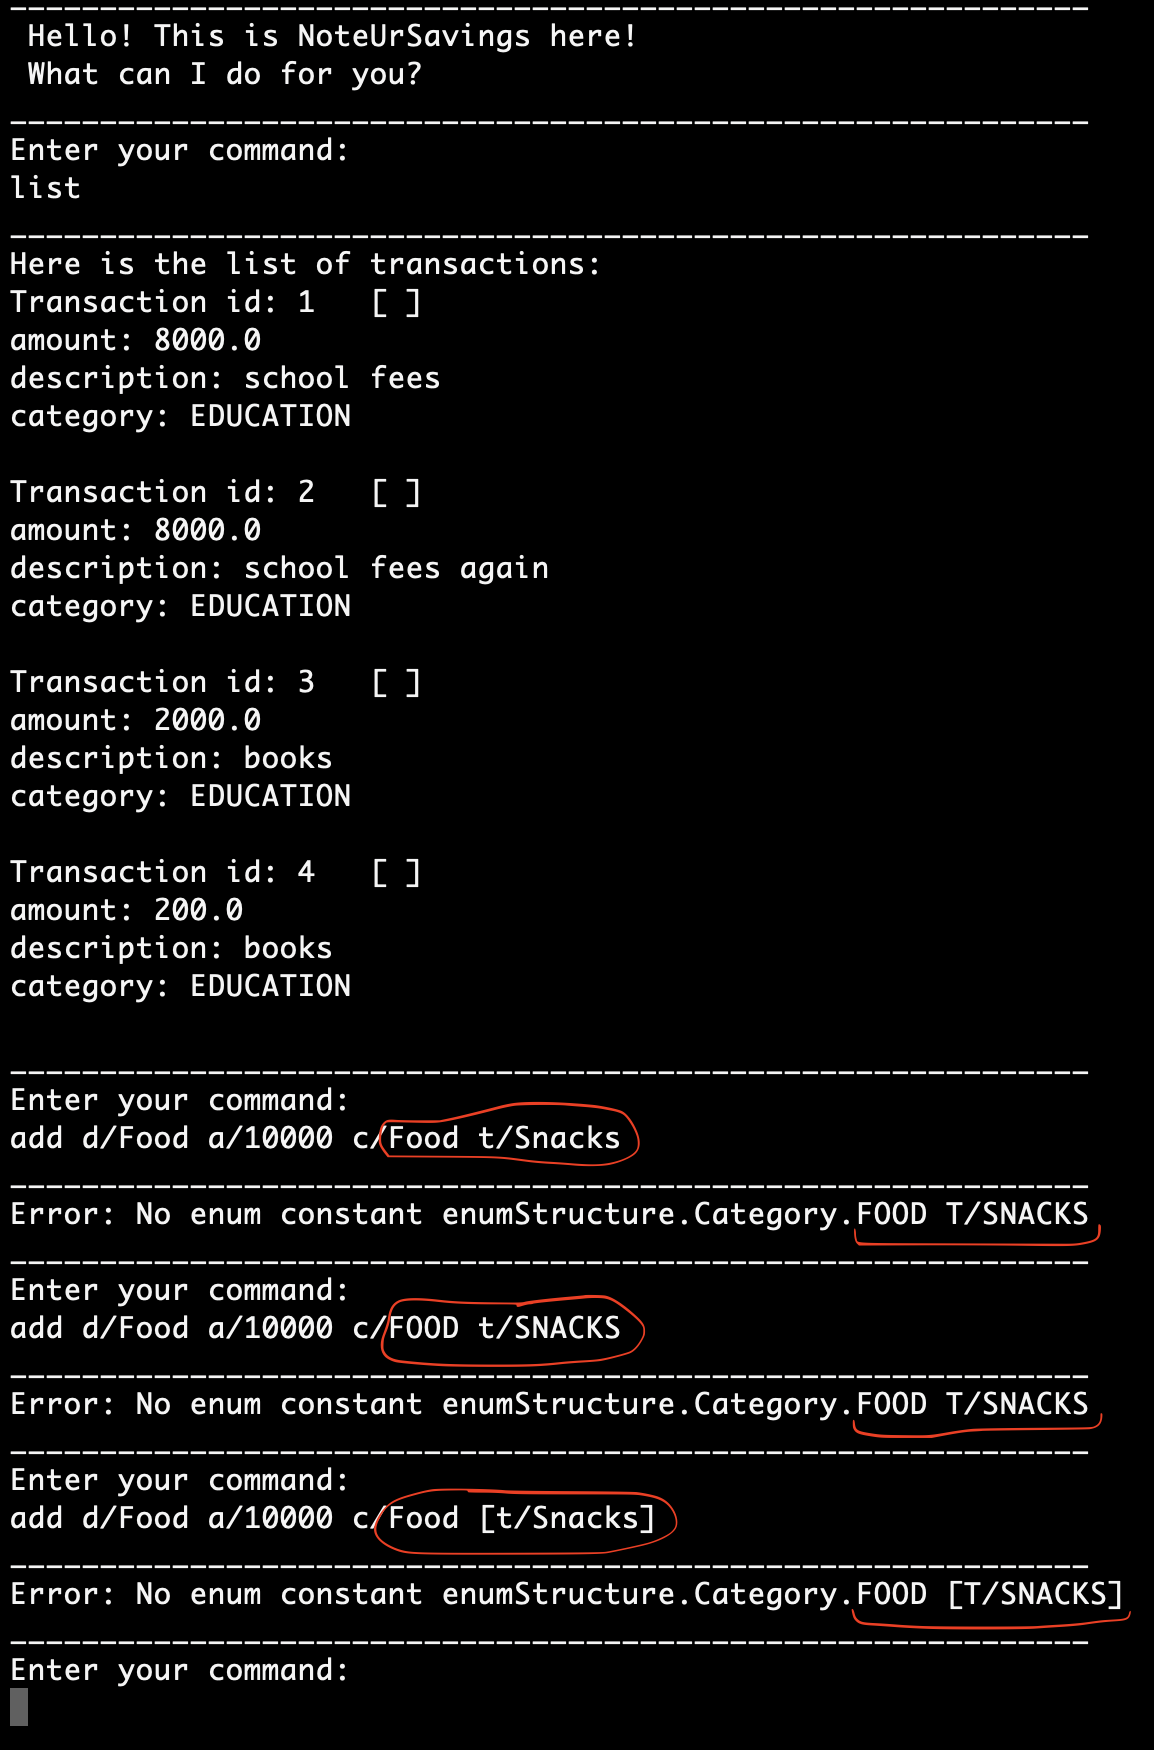 Hello! This is NoteUrSavings here!
What can I do for you?
Enter your command:
list
Here is the list of transactions:
Transaction id: 1   [ ]
amount: 8000.0
description: school fees
category: EDUCATION
Transaction id: 2   [ ]
amount: 8000.0
description: school fees again
category: EDUCATION
Transaction id: 3   [ ]
amount: 2000.0
description: books
category: EDUCATION
Transaction id: 4   [ ]
amount: 200.0
description: books
category: EDUCATION
Enter your command:
add d/Food a/10000 c/Food t/Snacks
Error: No enum constant enumStructure.Category.FOOD T/SNACKS
Enter your command:
add d/Food a/10000 c/FOOD t/SNACKS
Error: No enum constant enumStructure.Category.FOOD T/SNACKS
Enter your command:
add d/Food a/10000 c/Food [t/Snacks]
Error: No enum constant enumStructure.Category.FOOD [T/SNACKS]
Enter your command: